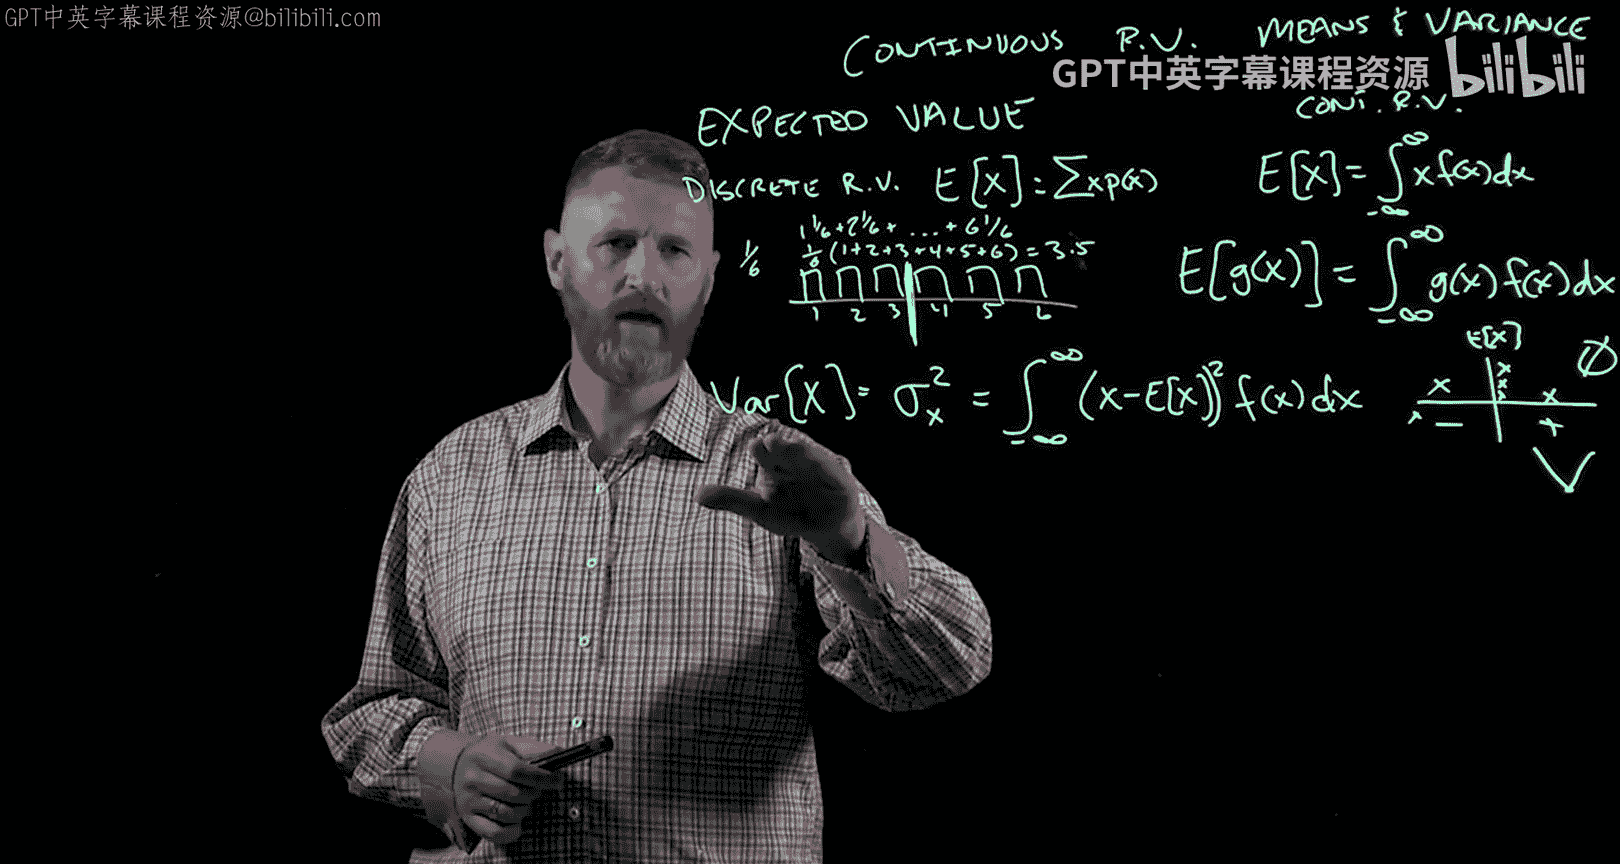 GPT中英字幕课程资源@bilibili.com
CONTINUOUS R.V. MEANS & VARIANCE
GPT中英字幕课程资源 bilibili
EXPECTED VALUE
CONT. R.V.
DISCRETE R.V. E[X] = ∑xp(x)
E[X] = ∫_{-∞}^{∞} x f(x) dx
1 1/6 + 2 1/6 + ... + 6 1/6
1/6
1/6 (1+2+3+4+5+6) = 3.5
1 2 3 4 5 6
E[g(x)] = ∫_{-∞}^{∞} g(x) f(x) dx
Var[X] = σ_x^2 = ∫_{-∞}^{∞} (x-E[X])^2 f(x) dx
E[X]
x x x x x
- +